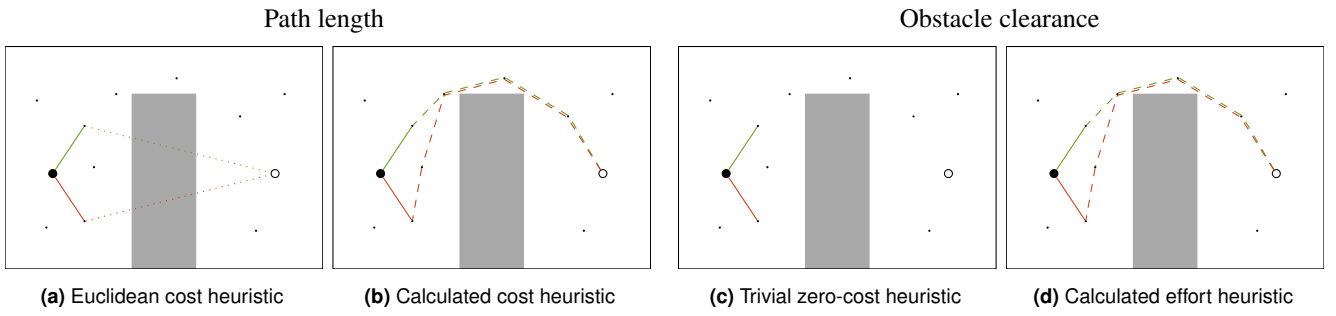 Path length
Obstacle clearance
(a) Euclidean cost heuristic
(b) Calculated cost heuristic
(c) Trivial zero-cost heuristic
(d) Calculated effort heuristic